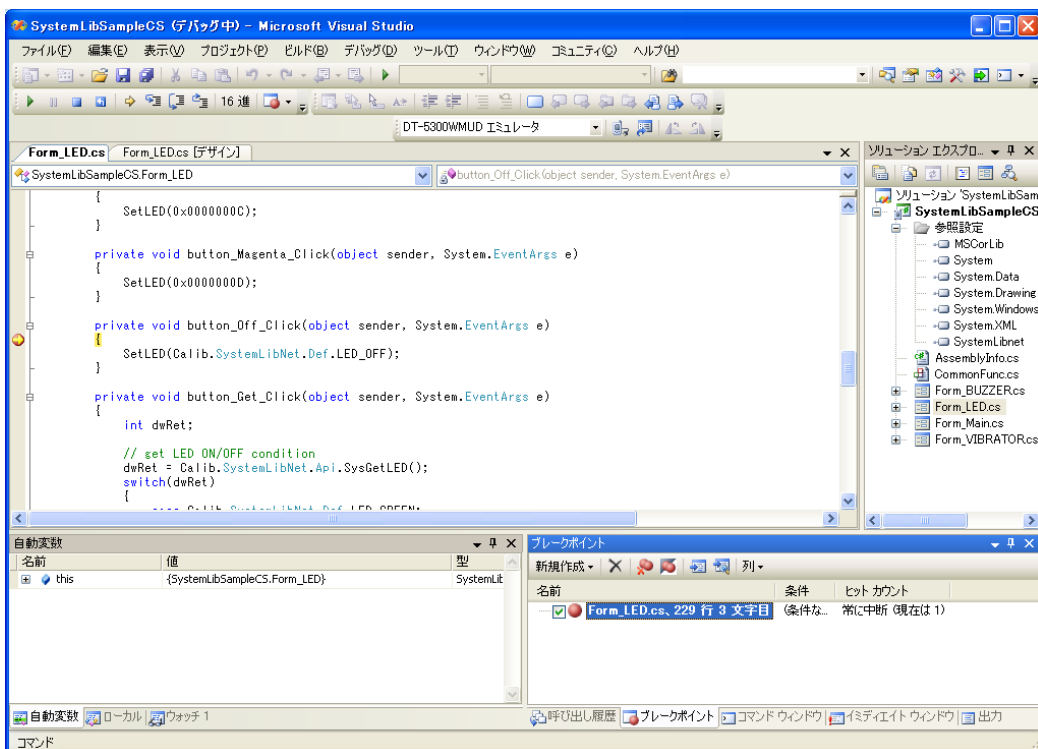 SystemLibSampleCS (デバッグ中) - Microsoft Visual Studio
ファイル(F) 編集(E) 表示(V) プロジェクト(P) ビルド(B) デバッグ(D) ツール(T) ウィンドウ(W) コミュニティ(C) ヘルプ(H)
16 進
DT-5300WMUD エミュレータ
Form_LED.cs Form_LED.cs [デザイン]
SystemLibSampleCS.Form_LED button_Off_Click(object sender, System.EventArgs e)
{
SetLED(0x0000000C);
}
private void button_Magenta_Click(object sender, System.EventArgs e)
{
SetLED(0x0000000D);
}
private void button_Off_Click(object sender, System.EventArgs e)
{
SetLED(Calib.SystemLibNet.Def.LED_OFF);
}
private void button_Get_Click(object sender, System.EventArgs e)
{
int dwRet;
// get LED ON/OFF condition
dwRet = Calib.SystemLibNet.Api.SysGetLED();
switch(dwRet)
{
case Calib.SystemLibNet.Def.LED_GREEN:
ソリューション エクスプロ...
ソリューション 'SystemLibSam
SystemLibSampleCS
参照設定
MSCorLib
System
System.Data
System.Drawing
System.Windows
System.XML
SystemLibnet
AssemblyInfo.cs
CommonFunc.cs
Form_BUZZER.cs
Form_LED.cs
Form_Main.cs
Form_VIBRATOR.cs
自動変数
名前 値 型
this {SystemLibSampleCS.Form_LED} SystemLib
自動変数 ローカル ウォッチ 1
ブレークポイント
新規作成 列
名前 条件 ヒット カウント
Form_LED.cs、229 行 3 文字目 (条件な... 常に中断 (現在は 1)
呼び出し履歴 ブレークポイント コマンド ウィンドウ イミディエイト ウィンドウ 出力
コマンド